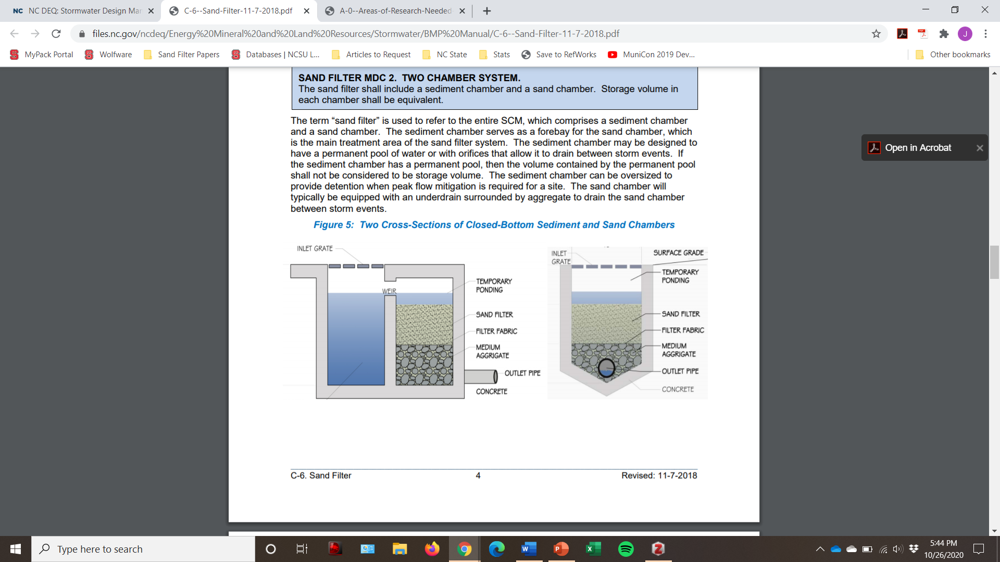 NC NC DEQ: Stormwater Design Mar
C-6--Sand-Filter-11-7-2018.pdf
A-0--Areas-of-Research-Needed-
files.nc.gov/ncdeq/Energy%20Mineral%20and%20Land%20Resources/Stormwater/BMP%20Manual/C-6--Sand-Filter-11-7-2018.pdf
J
MyPack Portal
Wolfware
Sand Filter Papers
Databases | NCSU L...
Articles to Request
NC State
Stats
Save to RefWorks
MuniCon 2019 Dev...
Other bookmarks
SAND FILTER MDC 2. TWO CHAMBER SYSTEM.
The sand filter shall include a sediment chamber and a sand chamber. Storage volume in
each chamber shall be equivalent.
The term “sand filter” is used to refer to the entire SCM, which comprises a sediment chamber
and a sand chamber. The sediment chamber serves as a forebay for the sand chamber, which
is the main treatment area of the sand filter system. The sediment chamber may be designed to
have a permanent pool of water or with orifices that allow it to drain between storm events. If
the sediment chamber has a permanent pool, then the volume contained by the permanent pool
shall not be considered to be storage volume. The sediment chamber can be oversized to
provide detention when peak flow mitigation is required for a site. The sand chamber will
typically be equipped with an underdrain surrounded by aggregate to drain the sand chamber
between storm events.
Open in Acrobat
Figure 5: Two Cross-Sections of Closed-Bottom Sediment and Sand Chambers
INLET GRATE
WEIR
TEMPORARY
PONDING
SAND FILTER
FILTER FABRIC
MEDIUM
AGGRIGATE
OUTLET PIPE
CONCRETE
INLET
GRATE
SURFACE GRADE
TEMPORARY
PONDING
SAND FILTER
FILTER FABRIC
MEDIUM
AGGRIGATE
OUTLET PIPE
CONCRETE
C-6. Sand Filter 4 Revised: 11-7-2018
Type here to search
5:44 PM
10/26/2020